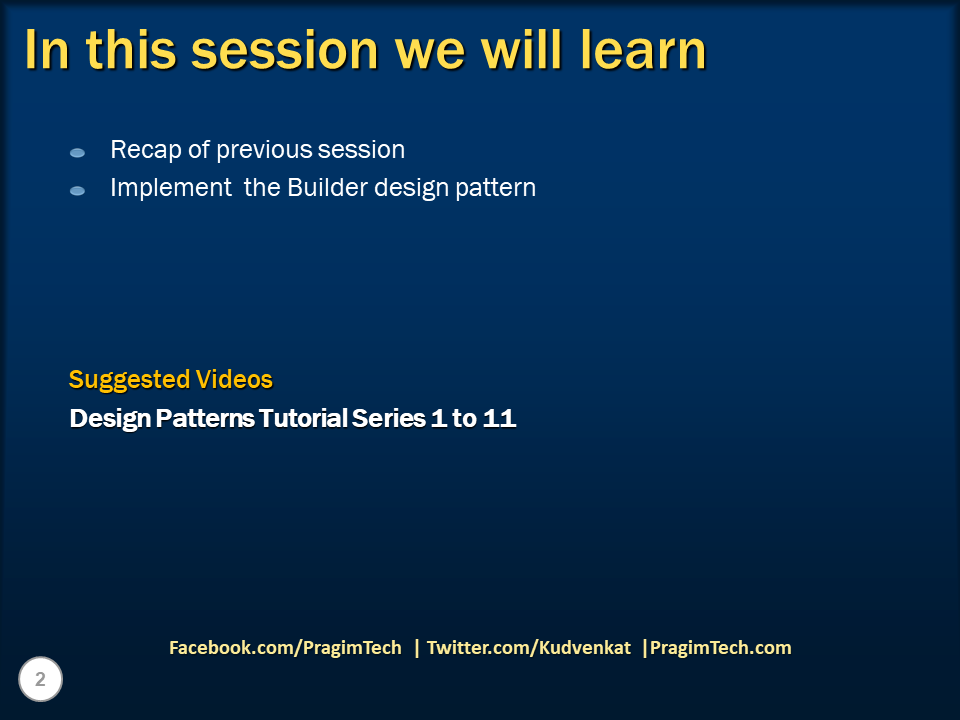 In this session we will learn
Recap of previous session
Implement  the Builder design pattern
Suggested Videos
Design Patterns Tutorial Series 1 to 11
Facebook.com/PragimTech | Twitter.com/Kudvenkat |PragimTech.com
2